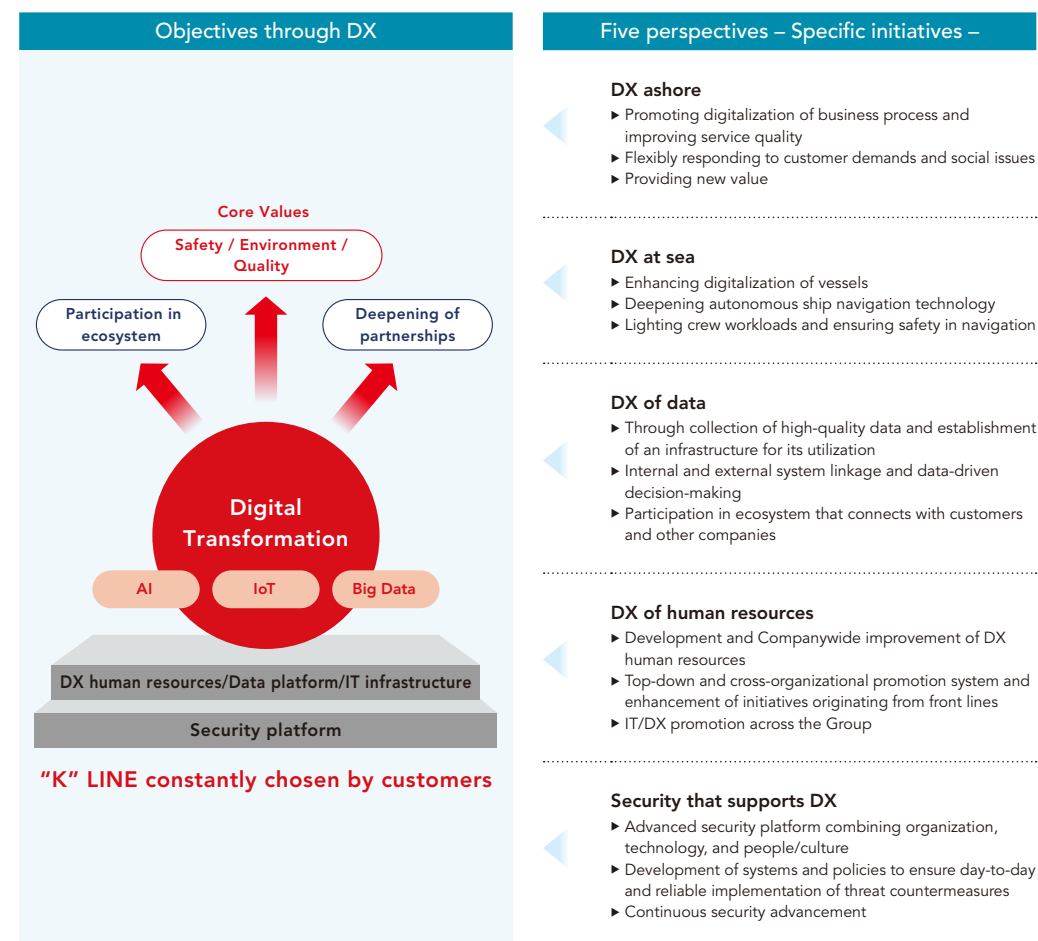 Objectives through DX
Core Values
Safety / Environment /
Quality
Participation in
ecosystem
Deepening of
partnerships
Digital
Transformation
AI
IoT
Big Data
DX human resources/Data platform/IT infrastructure
Security platform
“K” LINE constantly chosen by customers
Five perspectives – Specific initiatives –
DX ashore
▶ Promoting digitalization of business process and
improving service quality
▶ Flexibly responding to customer demands and social issues
▶ Providing new value
DX at sea
▶ Enhancing digitalization of vessels
▶ Deepening autonomous ship navigation technology
▶ Lighting crew workloads and ensuring safety in navigation
DX of data
▶ Through collection of high-quality data and establishment
of an infrastructure for its utilization
▶ Internal and external system linkage and data-driven
decision-making
▶ Participation in ecosystem that connects with customers
and other companies
DX of human resources
▶ Development and Companywide improvement of DX
human resources
▶ Top-down and cross-organizational promotion system and
enhancement of initiatives originating from front lines
▶ IT/DX promotion across the Group
Security that supports DX
▶ Advanced security platform combining organization,
technology, and people/culture
▶ Development of systems and policies to ensure day-to-day
and reliable implementation of threat countermeasures
▶ Continuous security advancement